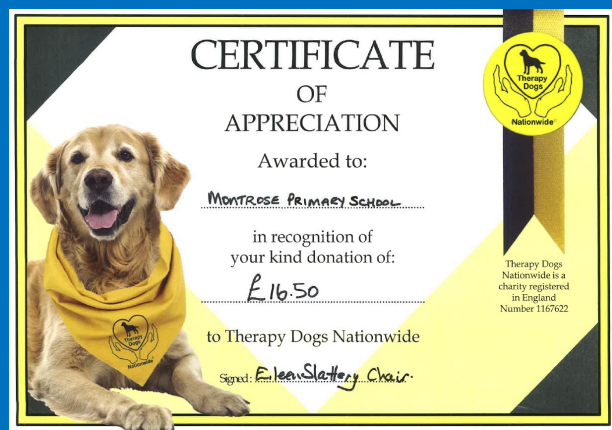 CERTIFICATE
OF
APPRECIATION
Awarded to:
MONTROSE PRIMARY SCHOOL
in recognition of
your kind donation of:
£16.50
to Therapy Dogs Nationwide
Signed: Eileen Slattery Chair.
Therapy
Dogs
Nationwide
Therapy Dogs
Nationwide is a
charity registered
in England
Number 1167622
Therapy
Dogs
Nationwide